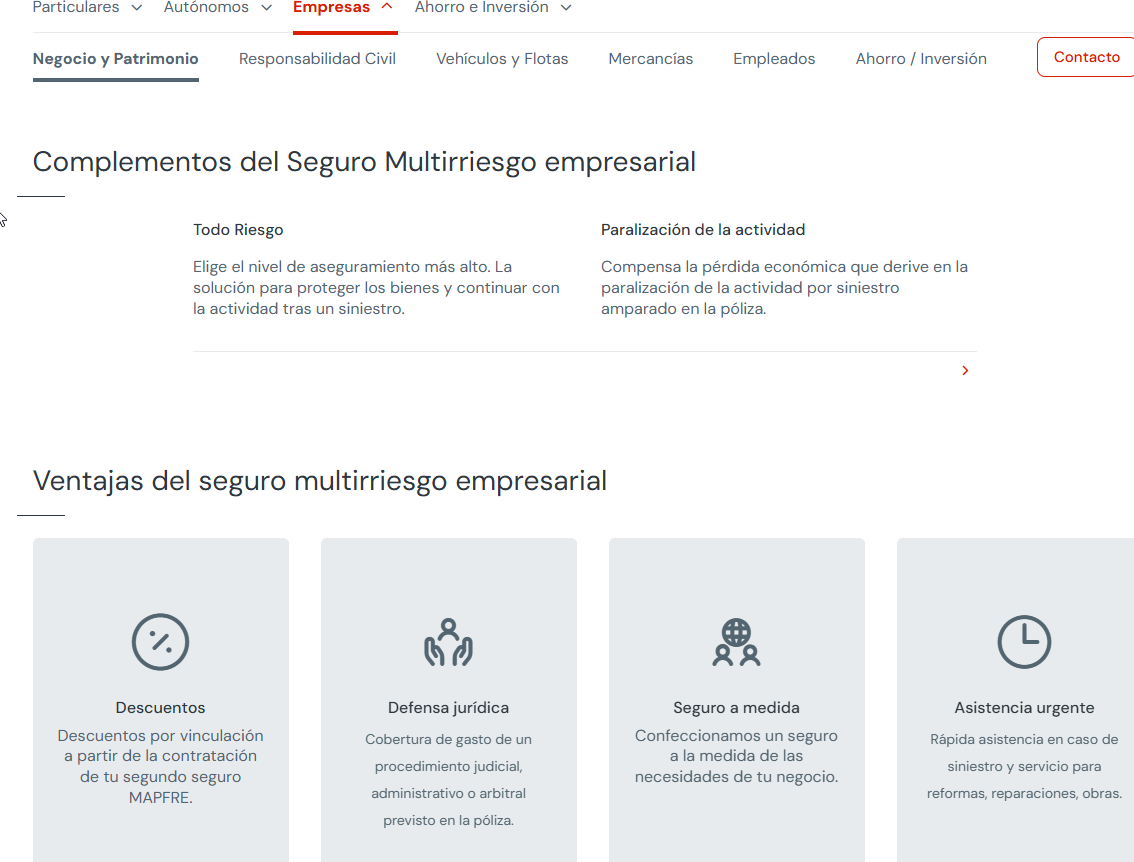 Particulares
Autónomos
Empresas
Ahorro e Inversión
Negocio y Patrimonio
Responsabilidad Civil
Vehículos y Flotas
Mercancías
Empleados
Ahorro / Inversión
Contacto
Complementos del Seguro Multirriesgo empresarial
Todo Riesgo
Elige el nivel de aseguramiento más alto. La
solución para proteger los bienes y continuar con
la actividad tras un siniestro.
Paralización de la actividad
Compensa la pérdida económica que derive en la
paralización de la actividad por siniestro
amparado en la póliza.
Ventajas del seguro multirriesgo empresarial
Descuentos
Descuentos por vinculación
a partir de la contratación
de tu segundo seguro
MAPFRE.
Defensa jurídica
Cobertura de gasto de un
procedimiento judicial,
administrativo o arbitral
previsto en la póliza.
Seguro a medida
Confeccionamos un seguro
a la medida de las
necesidades de tu negocio.
Asistencia urgente
Rápida asistencia en caso de
siniestro y servicio para
reformas, reparaciones, obras.